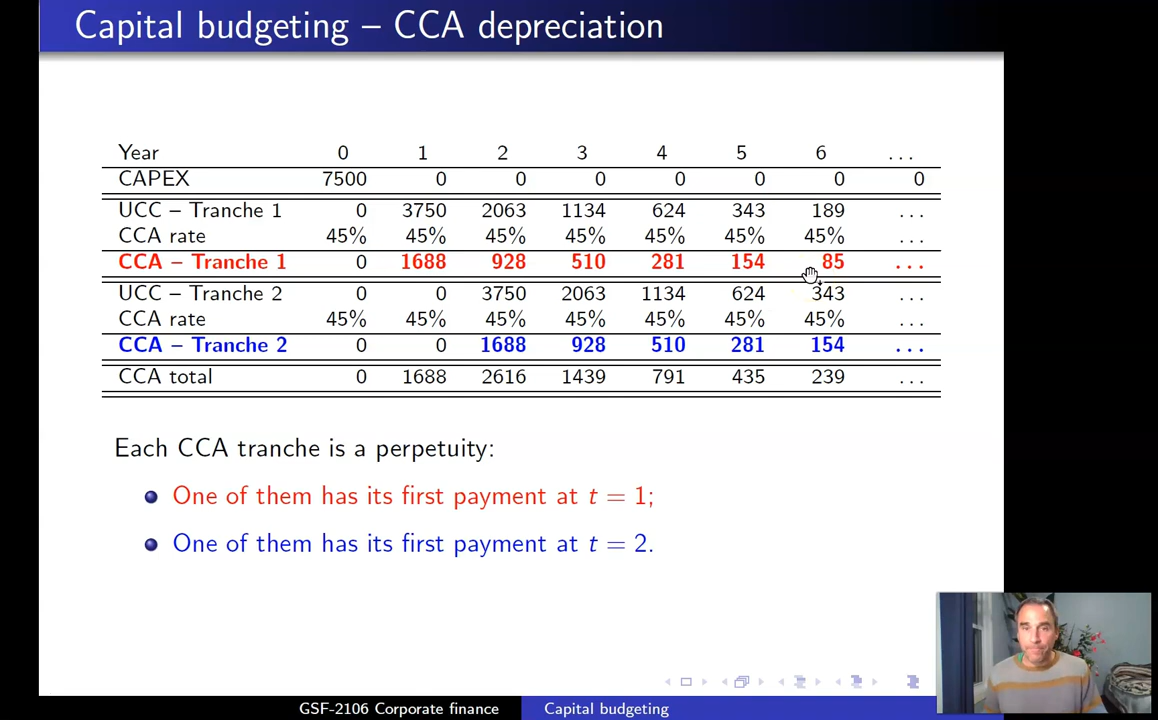 Capital budgeting – CCA depreciation
Year 0 1 2 3 4 5 6 ...
CAPEX 7500 0 0 0 0 0 0 0
UCC – Tranche 1 0 3750 2063 1134 624 343 189 ...
CCA rate 45% 45% 45% 45% 45% 45% 45% ...
CCA – Tranche 1 0 1688 928 510 281 154 85 ...
UCC – Tranche 2 0 0 3750 2063 1134 624 343 ...
CCA rate 45% 45% 45% 45% 45% 45% 45% ...
CCA – Tranche 2 0 0 1688 928 510 281 154 ...
CCA total 0 1688 2616 1439 791 435 239 ...
Each CCA tranche is a perpetuity:
One of them has its first payment at t = 1;
One of them has its first payment at t = 2.
GSF-2106 Corporate finance Capital budgeting